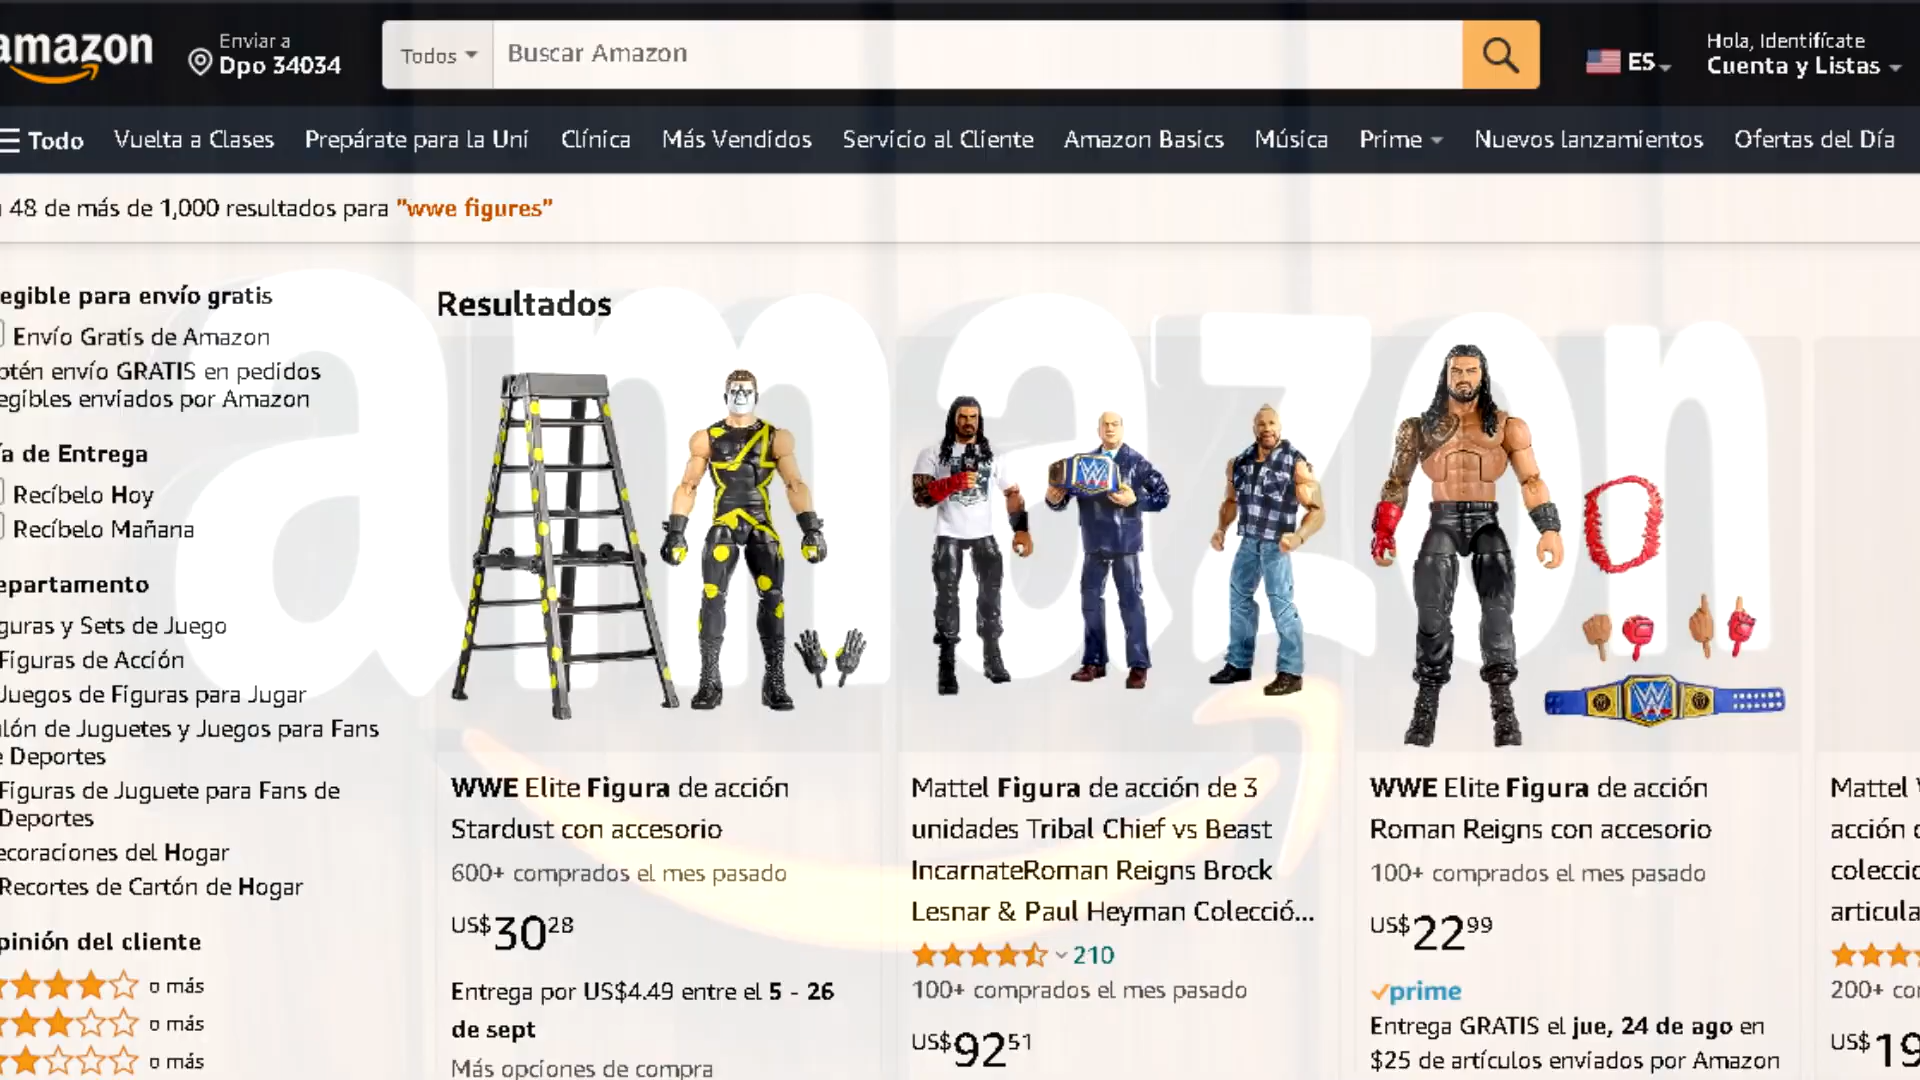 amazon
Enviar a
Dpo 34034
Todos
Buscar Amazon
ES
Hola, Identifícate
Cuenta y Listas
Todo
Vuelta a Clases
Prepárate para la Uni
Clínica
Más Vendidos
Servicio al Cliente
Amazon Basics
Música
Prime
Nuevos lanzamientos
Ofertas del Día
48 de más de 1,000 resultados para "wwe figures"
egible para envío gratis
Envío Gratis de Amazon
btén envío GRATIS en pedidos
egibles enviados por Amazon
ía de Entrega
Recíbelo Hoy
Recíbelo Mañana
epartamento
guras y Sets de Juego
Figuras de Acción
Juegos de Figuras para Jugar
lón de Juguetes y Juegos para Fans
e Deportes
Figuras de Juguete para Fans de
Deportes
ecoraciones del Hogar
Recortes de Cartón de Hogar
pinión del cliente
o más
o más
o más
amazon
Resultados
WWE Elite Figura de acción
Stardust con accesorio
600+ comprados el mes pasado
US$30 28
Entrega por US$4.49 entre el 5 - 26
de sept
Más opciones de compra
Mattel Figura de acción de 3
unidades Tribal Chief vs Beast
IncarnateRoman Reigns Brock
Lesnar & Paul Heyman Colecció...
210
100+ comprados el mes pasado
US$92 51
WWE Elite Figura de acción
Roman Reigns con accesorio
100+ comprados el mes pasado
US$22 99
prime
Entrega GRATIS el jue, 24 de ago en
$25 de artículos enviados por Amazon
Mattel
acción
colecció
articula
200+ co
US$19